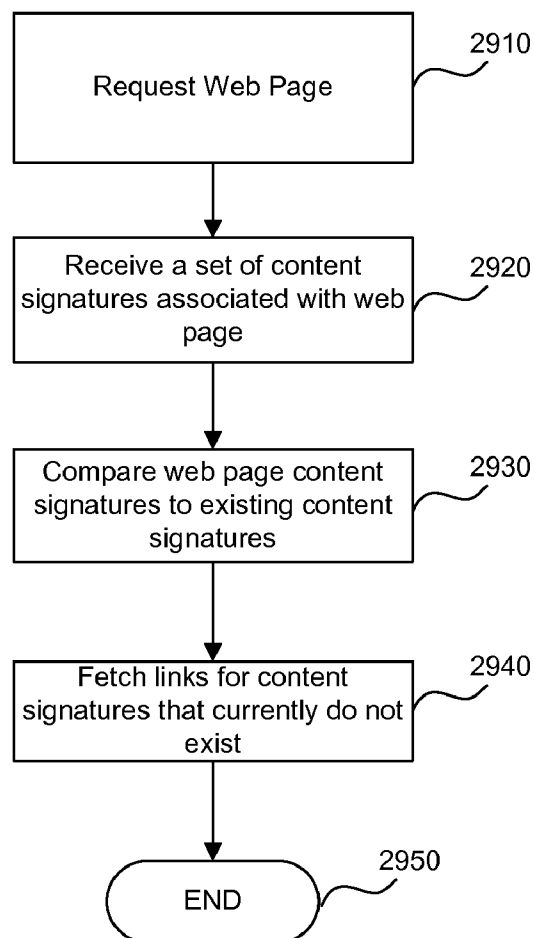 Request Web Page
2910
Receive a set of content
signatures associated with web
page
2920
Compare web page content
signatures to existing content
signatures
2930
Fetch links for content
signatures that currently do not
exist
2940
END
2950